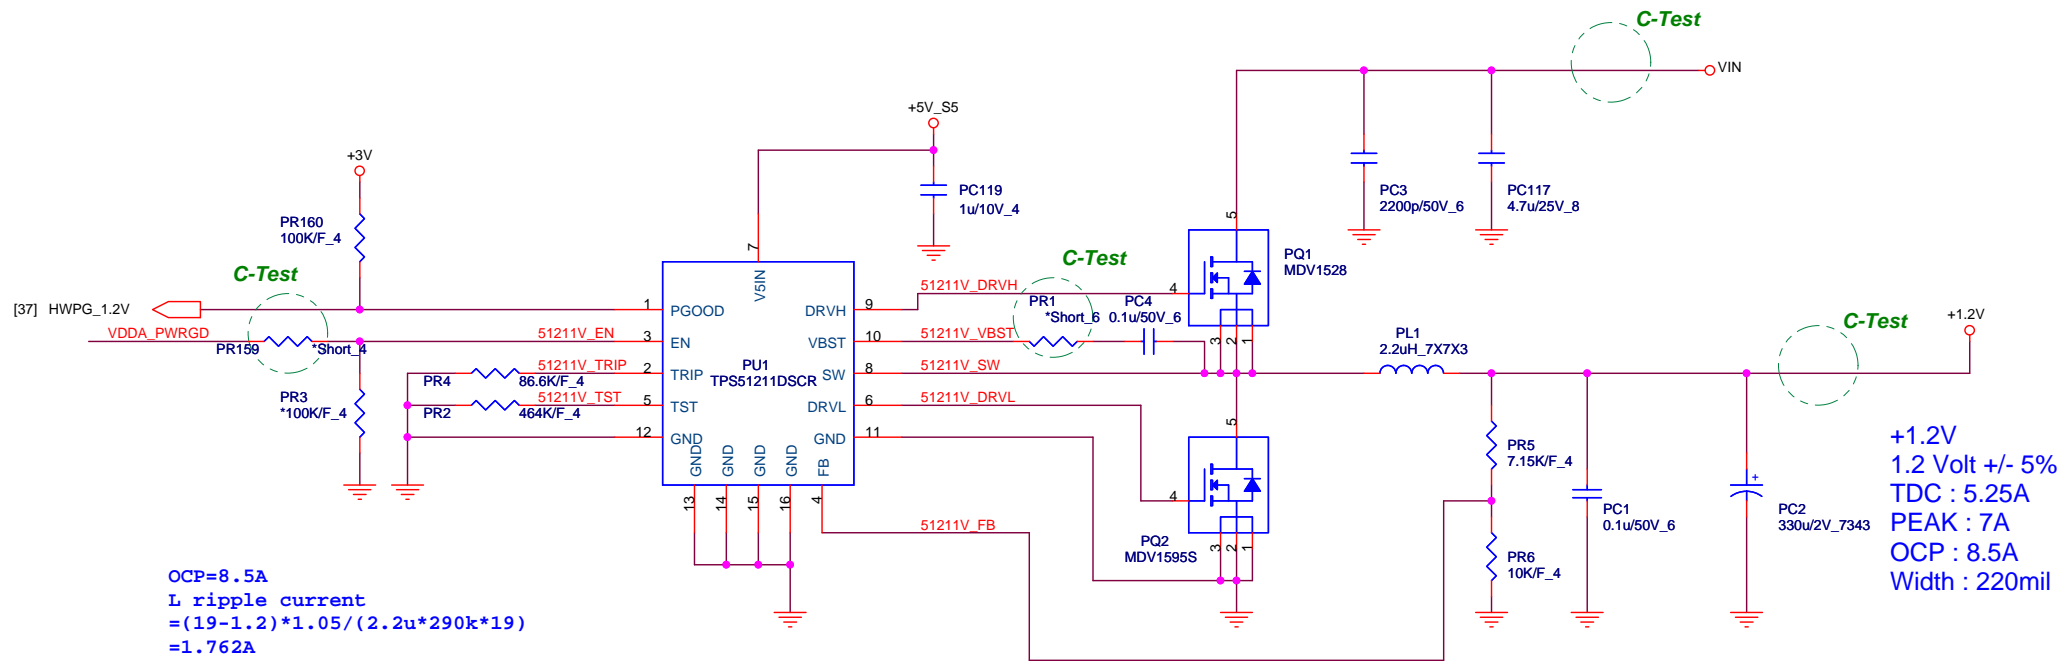 C-Test
VIN
+5V_S5
+3V
PC119
1u/10V_4
PC3
2200p/50V_6
PC117
4.7u/25V_8
PR160
100K/F_4
5
7
C-Test
C-Test
PQ1
MDV1528
V5IN
51211V_DRVH
4
[37] HWPG_1.2V
1
PGOOD
DRVH
9
PR1
*Short_6
PC4
0.1u/50V_6
C-Test
+1.2V
VDDA_PWRGD
PR159
*Short_4
51211V_EN
3
EN
VBST
10
51211V_VBST
3
2
1
PL1
2.2uH_7X7X3
PU1
TPS51211DSCR
PR4
86.6K/F_4
51211V_TRIP
2
TRIP
SW
8
51211V_SW
PR3
*100K/F_4
PR2
464K/F_4
51211V_TST
5
TST
DRVL
6
51211V_DRVL
12
GND
GND
11
5
GND
GND
GND
GND
FB
13
14
15
16
4
4
PR5
7.15K/F_4
51211V_FB
PQ2
MDV1595S
3
2
1
PR6
10K/F_4
PC1
0.1u/50V_6
+
PC2
330u/2V_7343
+1.2V
1.2 Volt +/- 5%
TDC : 5.25A
PEAK : 7A
OCP : 8.5A
Width : 220mil
OCP=8.5A
L ripple current
=(19-1.2)*1.05/(2.2u*290k*19)
=1.762A